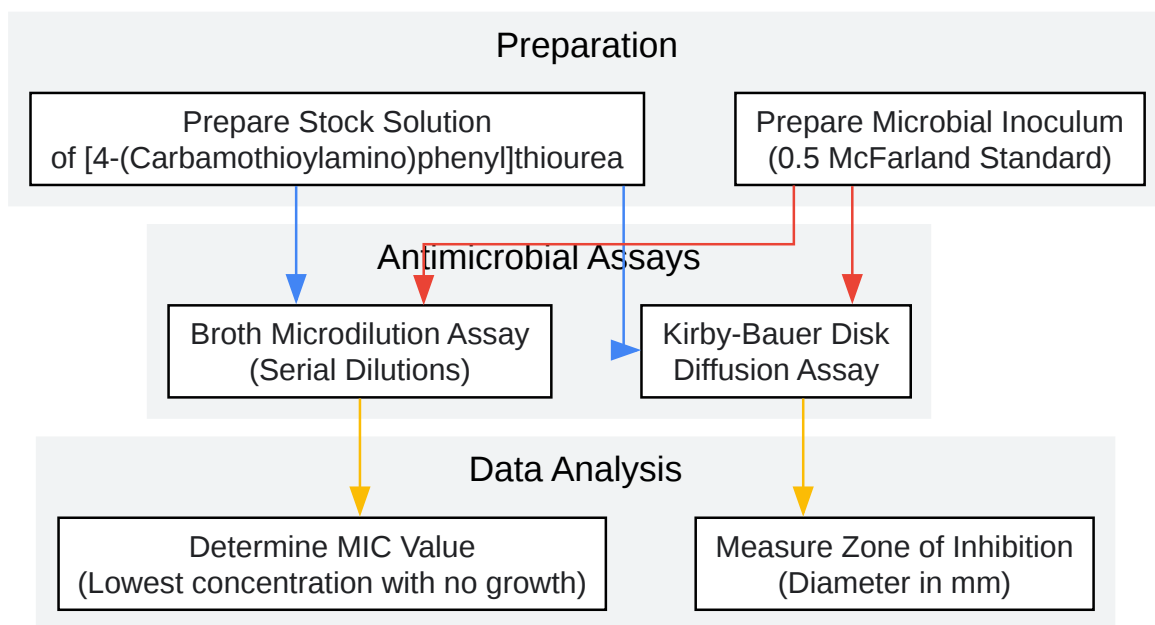 Preparation
Prepare Stock Solution
of [4-(Carbamothioylamino)phenyl]thiourea
Prepare Microbial Inoculum
(0.5 McFarland Standard)
Antimicrobial Assays
Broth Microdilution Assay
(Serial Dilutions)
Kirby-Bauer Disk
Diffusion Assay
Data Analysis
Determine MIC Value
(Lowest concentration with no growth)
Measure Zone of Inhibition
(Diameter in mm)